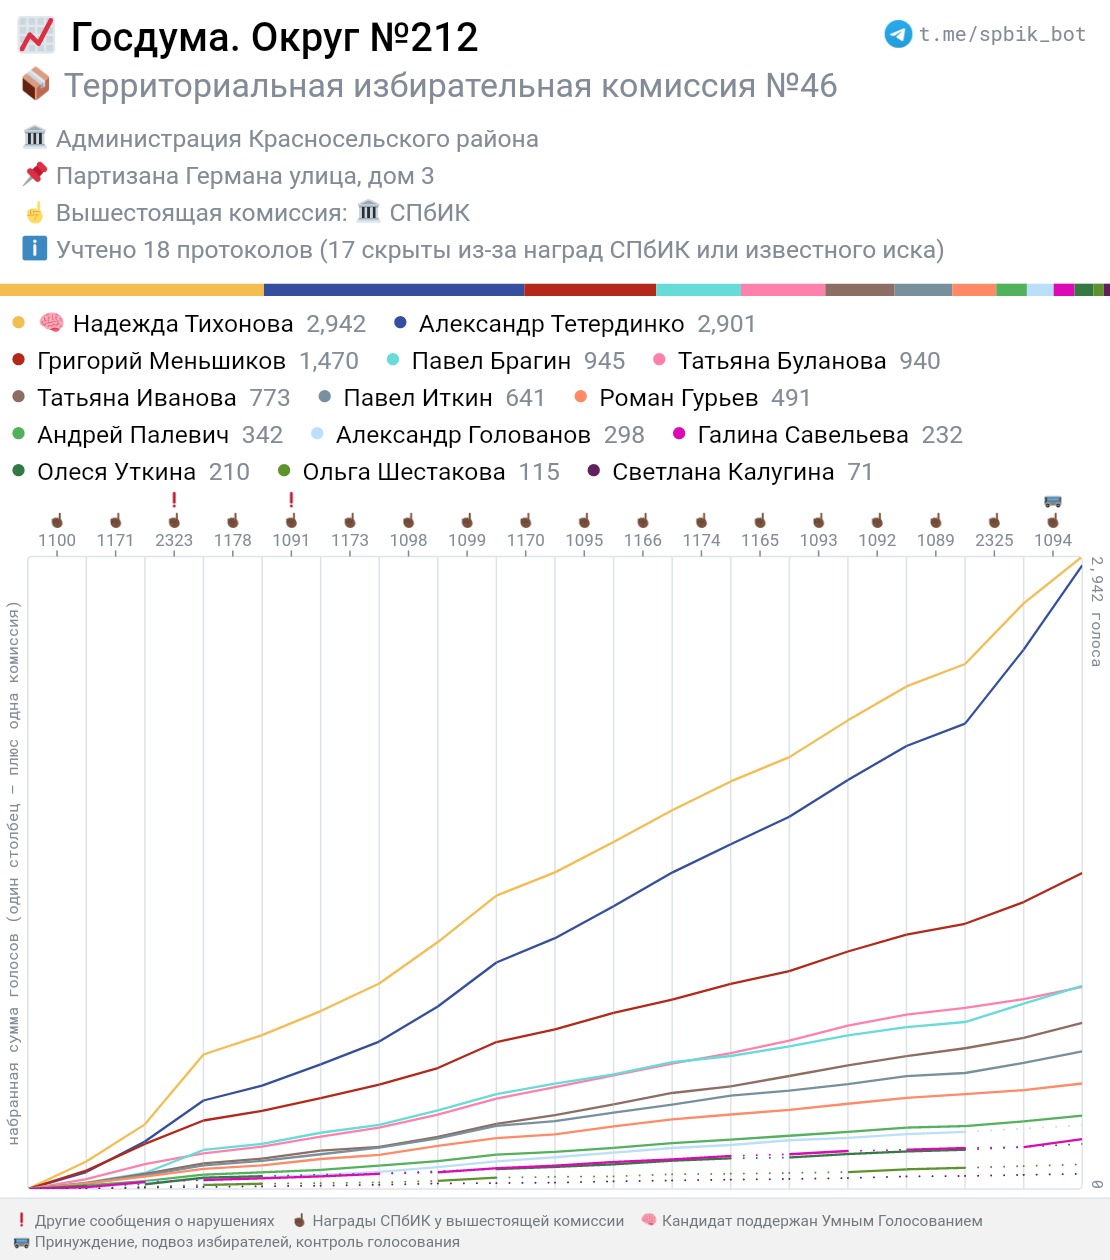 Госдума. Округ №212
t.me/spbik_bot
Территориальная избирательная комиссия №46
Администрация Красносельского района
Партизана Германа улица, дом 3
Вышестоящая комиссия: СПбИК
Учтено 18 протоколов (17 скрыты из-за наград СПбИК или известного иска)
Надежда Тихонова 2,942 Александр Тетердинко 2,901
Григорий Меньшиков 1,470 Павел Брагин 945 Татьяна Буланова 940
Татьяна Иванова 773 Павел Иткин 641 Роман Гурьев 491
Андрей Палевич 342 Александр Голованов 298 Галина Савельева 232
Олеся Уткина 210 Ольга Шестакова 115 Светлана Калугина 71
1100 1171 2323 1178 1091 1173 1098 1099 1170 1095 1166 1174 1165 1093 1092 1089 2325 1094
набранная сумма голосов (один столбец — плюс одна комиссия)
2,942 голоса
0
Другие сообщения о нарушениях Награды СПбИК у вышестоящей комиссии Кандидат поддержан Умным Голосованием
Принуждение, подвоз избирателей, контроль голосования